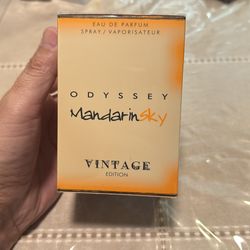 EAU DE PARFUM
SPRAY / VAPORISATEUR
ODYSSEY
MandarinSky
VINTAGE
EDITION